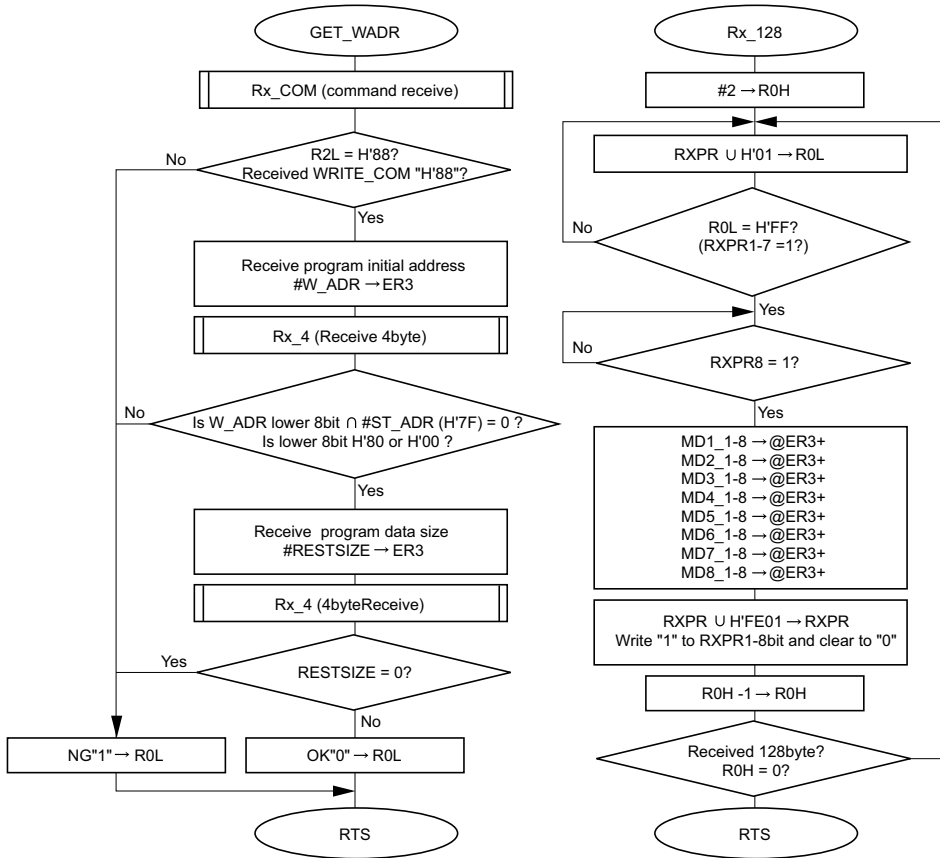 GET_WADR
Rx_COM (command receive)
R2L = H'88?
Received WRITE_COM "H'88"?
No
Yes
Receive program initial address
#W_ADR → ER3
Rx_4 (Receive 4byte)
Is W_ADR lower 8bit ∩ #ST_ADR (H'7F) = 0 ?
Is lower 8bit H'80 or H'00 ?
No
Yes
Receive  program data size
#RESTSIZE → ER3
Rx_4 (4byteReceive)
RESTSIZE = 0?
Yes
No
NG"1" → R0L
OK"0" → R0L
RTS
Rx_128
#2 → R0H
RXPR ∪ H'01 → R0L
R0L = H'FF?
(RXPR1-7 =1?)
No
Yes
RXPR8 = 1?
No
Yes
MD1_1-8 → @ER3+
MD2_1-8 → @ER3+
MD3_1-8 → @ER3+
MD4_1-8 → @ER3+
MD5_1-8 → @ER3+
MD6_1-8 → @ER3+
MD7_1-8 → @ER3+
MD8_1-8 → @ER3+
RXPR ∪ H'FE01 → RXPR
Write "1" to RXPR1-8bit and clear to "0"
R0H -1 → R0H
Received 128byte?
R0H = 0?
RTS